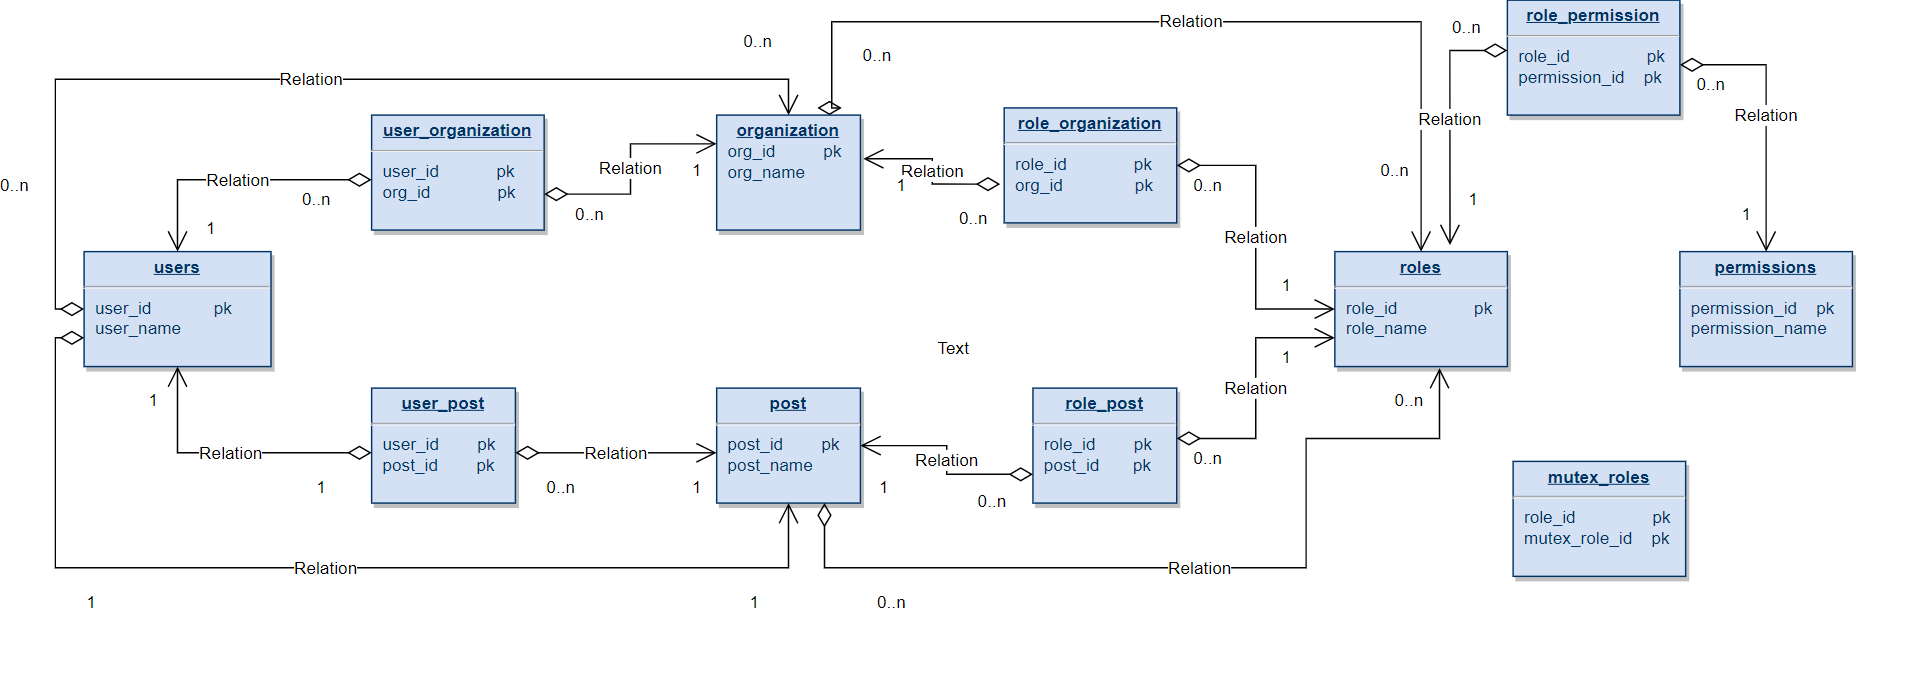 role_permission
role_id pk
permission_id pk
0..n
0..n
Relation
Relation
1
1
Relation
0..n
0..n
0..n
Relation
0..n
user_organization
user_id pk
org_id pk
Relation
0..n
1
Relation
0..n
1
organization
org_id pk
org_name
role_organization
role_id pk
org_id pk
Relation
1
0..n
0..n
Relation
1
users
user_id pk
user_name
roles
role_id pk
role_name
permissions
permission_id pk
permission_name
Text
1
Relation
1
user_post
user_id pk
post_id pk
Relation
0..n
1
post
post_id pk
post_name
Relation
1
0..n
role_post
role_id pk
post_id pk
0..n
Relation
1
0..n
mutex_roles
role_id pk
mutex_role_id pk
Relation
1
1
Relation
0..n